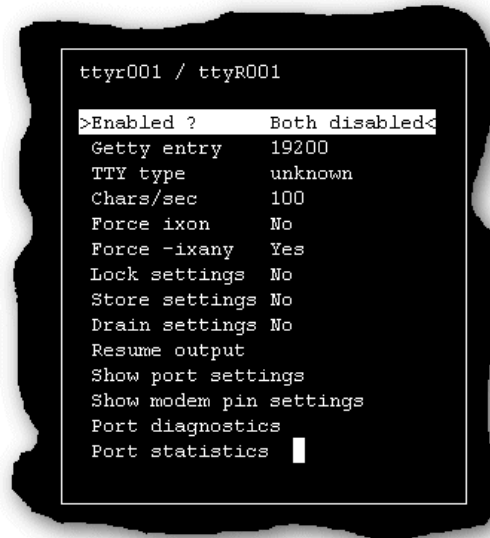 ttyr001 / ttyR001
>Enabled ? Both disabled<
Getty entry 19200
TTY type unknown
Chars/sec 100
Force ixon No
Force -ixany Yes
Lock settings No
Store settings No
Drain settings No
Resume output
Show port settings
Show modem pin settings
Port diagnostics
Port statistics